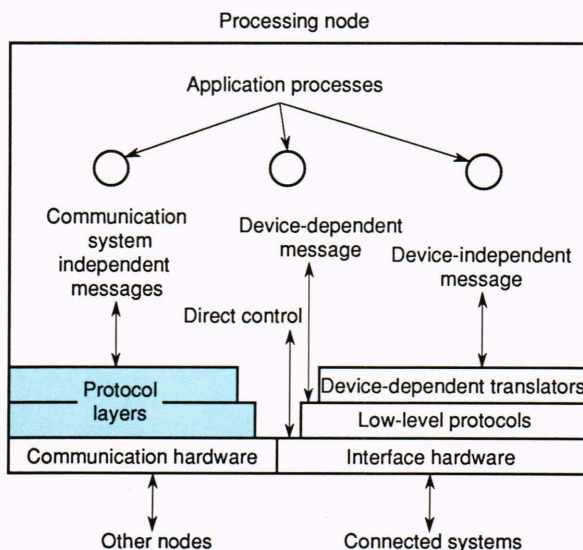 Processing node
Application processes
Communication
system
independent
messages
Device-dependent
message
Device-independent
message
Direct control
Protocol
layers
Device-dependent translators
Low-level protocols
Communication hardware
Interface hardware
Other nodes
Connected systems